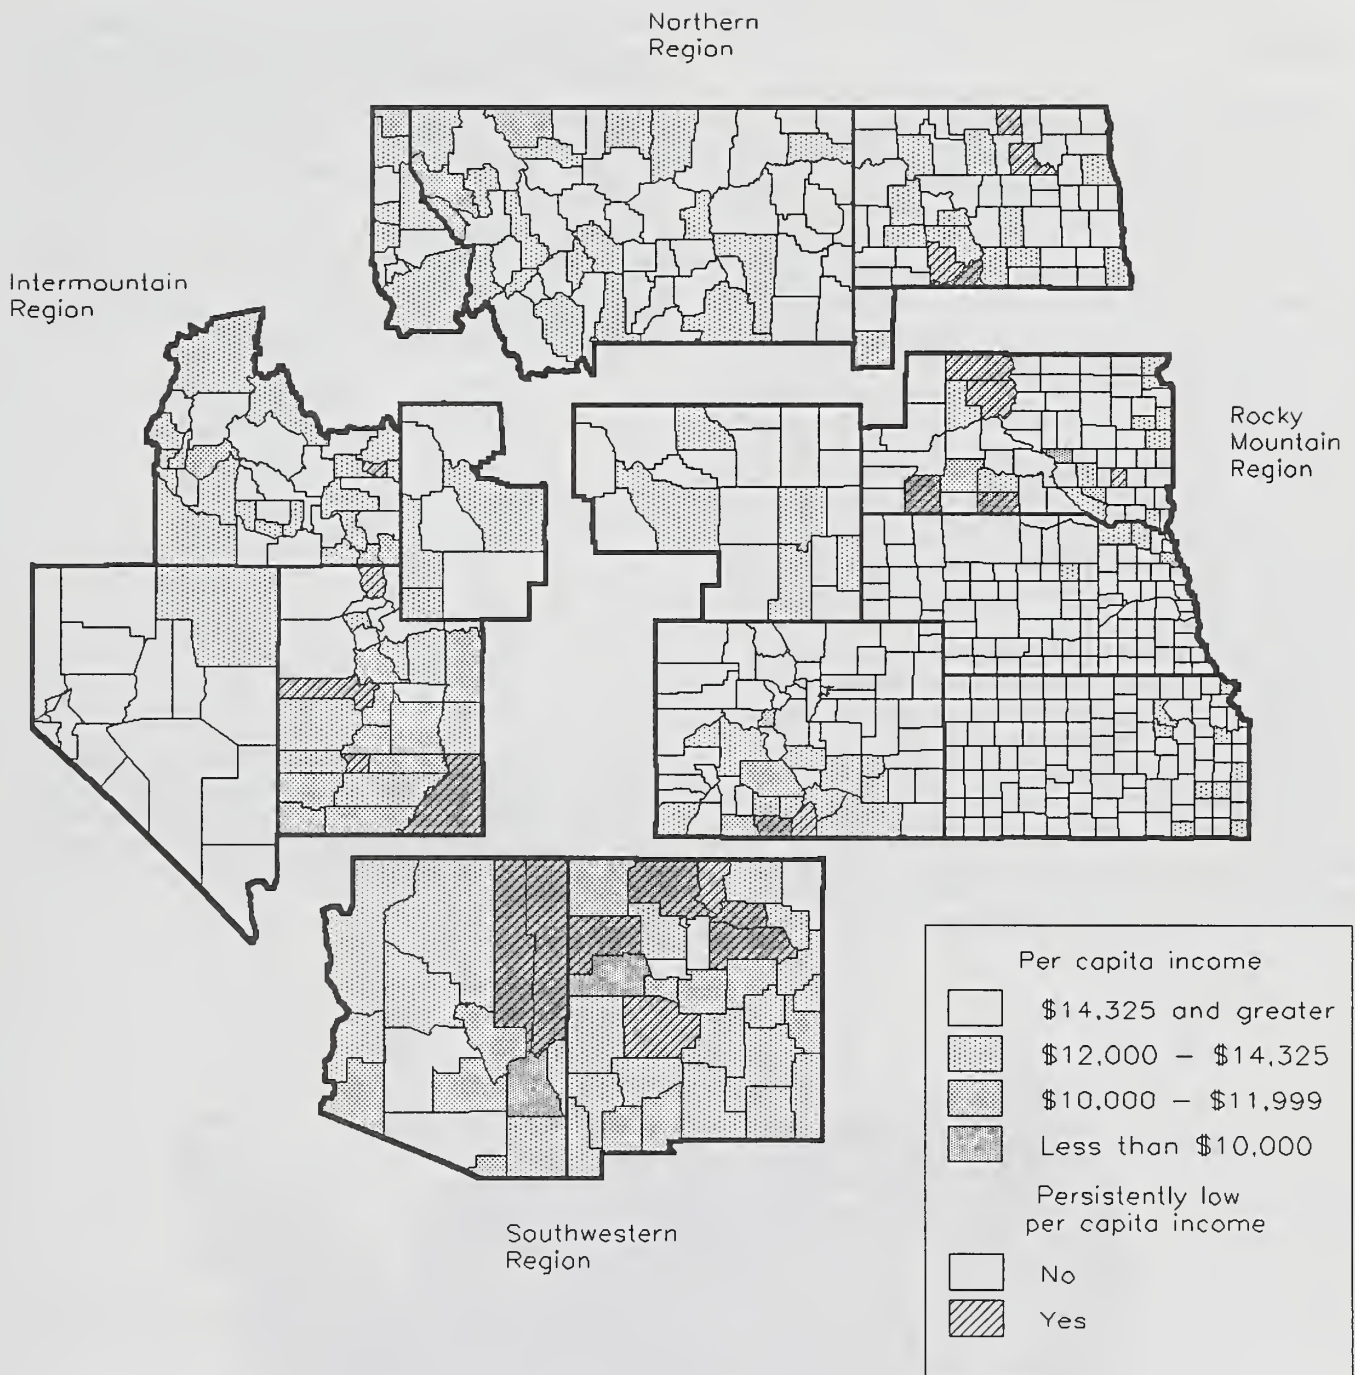 Northern
Region
Intermountain
Region
Rocky
Mountain
Region
Southwestern
Region
Per capita income
$14,325 and greater
$12,000 – $14,325
$10,000 – $11,999
Less than $10,000
Persistently low
per capita income
No
Yes